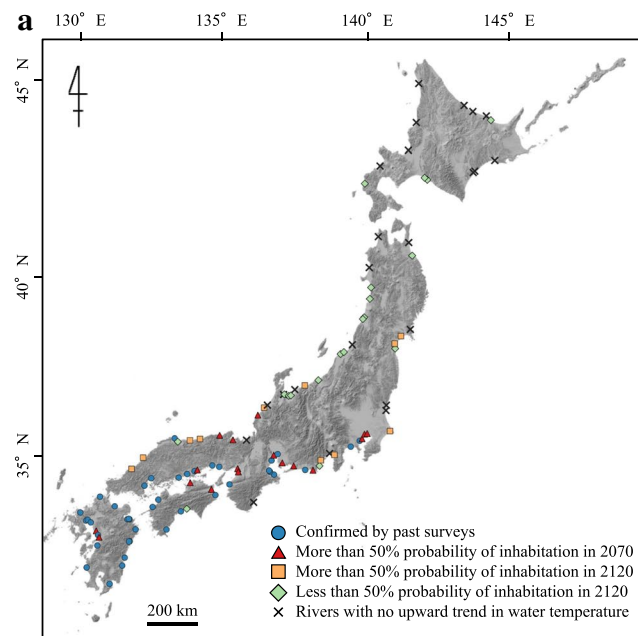 a
130° E
135° E
140° E
145° E
45° N
40° N
35° N
Confirmed by past surveys
More than 50% probability of inhabitation in 2070
More than 50% probability of inhabitation in 2120
Less than 50% probability of inhabitation in 2120
Rivers with no upward trend in water temperature
200 km